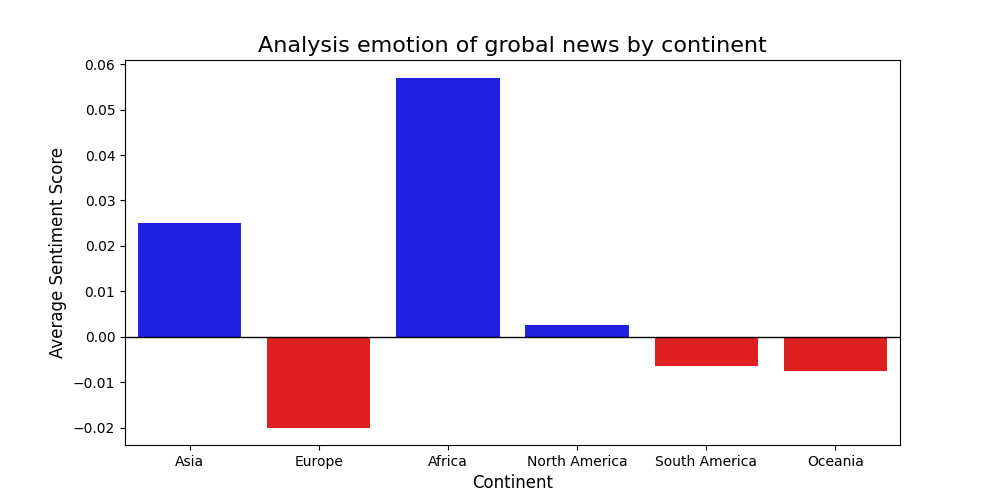 Analysis emotion of grobal news by continent
0.06
0.05
0.04
0.03
0.02
0.01
0.00
−0.01
−0.02
Average Sentiment Score
Asia Europe Africa North America South America Oceania
Continent